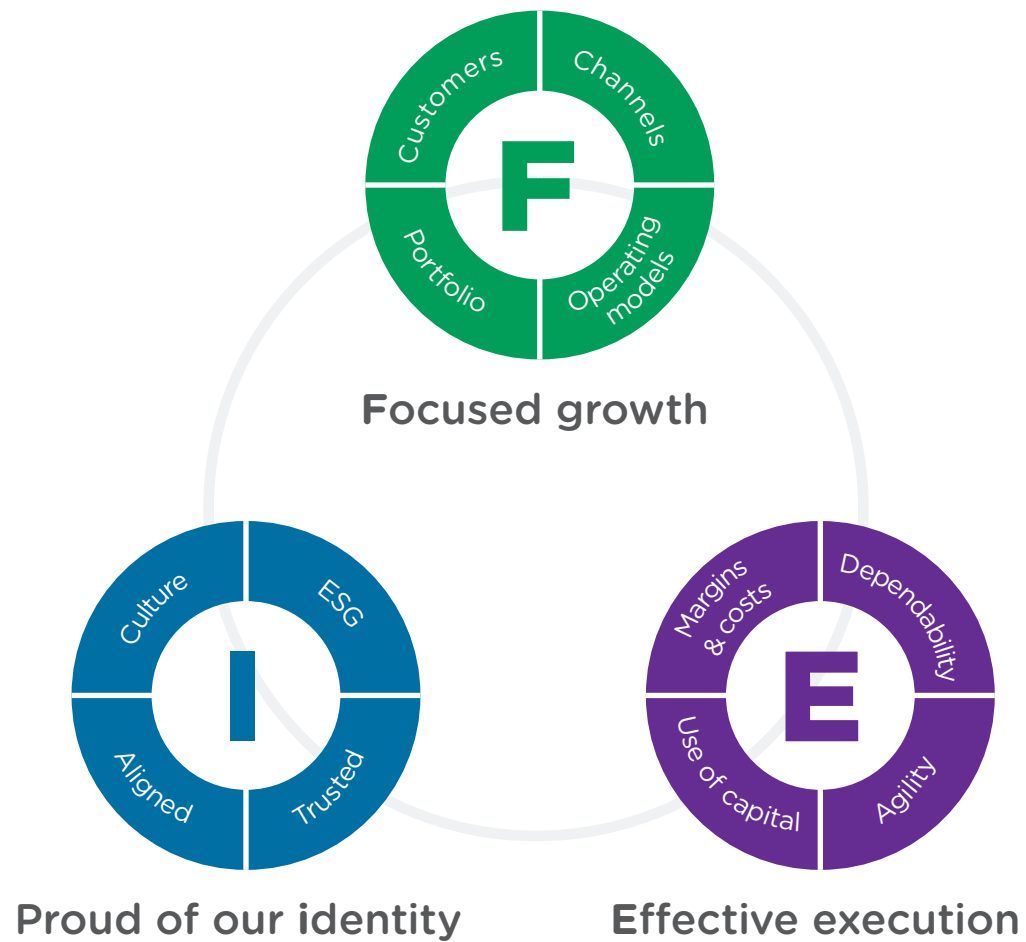 Customers
Channels
F
Portfolio
Operating
models
Focused growth
Culture
ESG
I
Aligned
Trusted
Proud of our identity
Margins
& costs
Dependability
E
Use of capital
Agility
Effective execution